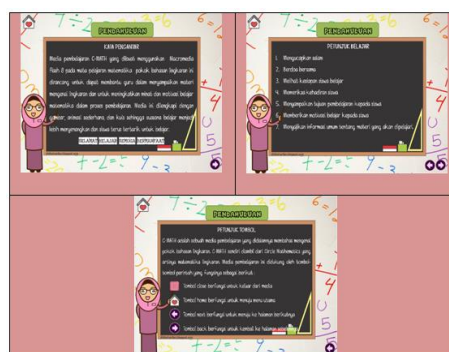 PENDAHULUAN
KATA PENGANTAR
Media pembelajaran C-MATH yang dibuat menggunakan Macromedia
Flash 8 pada mata pelajaran matematika pokok bahasan lingkaran ini
dirancang untuk dapat membantu guru dalam menyampaikan materi
mengenai lingkaran dan untuk meningkatkan minat dan motivasi belajar
matematika dalam proses pembelajaran. Media ini dilengkapi dengan
gambar, animasi sederhana, dan kuis sehingga suasana belajar menjadi
lebih menyenangkan dan siswa terus tertarik untuk belajar.
SELAMAT BELAJAR SEMOGA BERMANFAAT
PENDAHULUAN
PETUNJUK BELAJAR
1. Mengucapkan salam
2. Berdoa bersama
3. Melihat kesiapan siswa belajar
4. Memeriksa kehadiran siswa
5. Menyampaikan tujuan pembelajaran kepada siswa
6. Memberikan motivasi belajar kepada siswa
7. Menyajikan informasi umum tentang materi yang akan dipelajari
PENDAHULUAN
PETUNJUK TOMBOL
C-MATH adalah sebuah media pembelajaran yang didalamnya membahas mengenai
pokok bahasan lingkaran. C-MATH sendiri diambil dari Circle Mathematics yang
artinya matematika lingkaran. Media pembelajaran ini didukung oleh tombol-
tombol perintah yang fungsinya sebagai berikut:
Tombol close berfungsi untuk keluar dari media
Tombol home berfungsi untuk menuju menu utama
Tombol next berfungsi untuk menuju ke halaman berikutnya
Tombol back berfungsi untuk kembali ke halaman